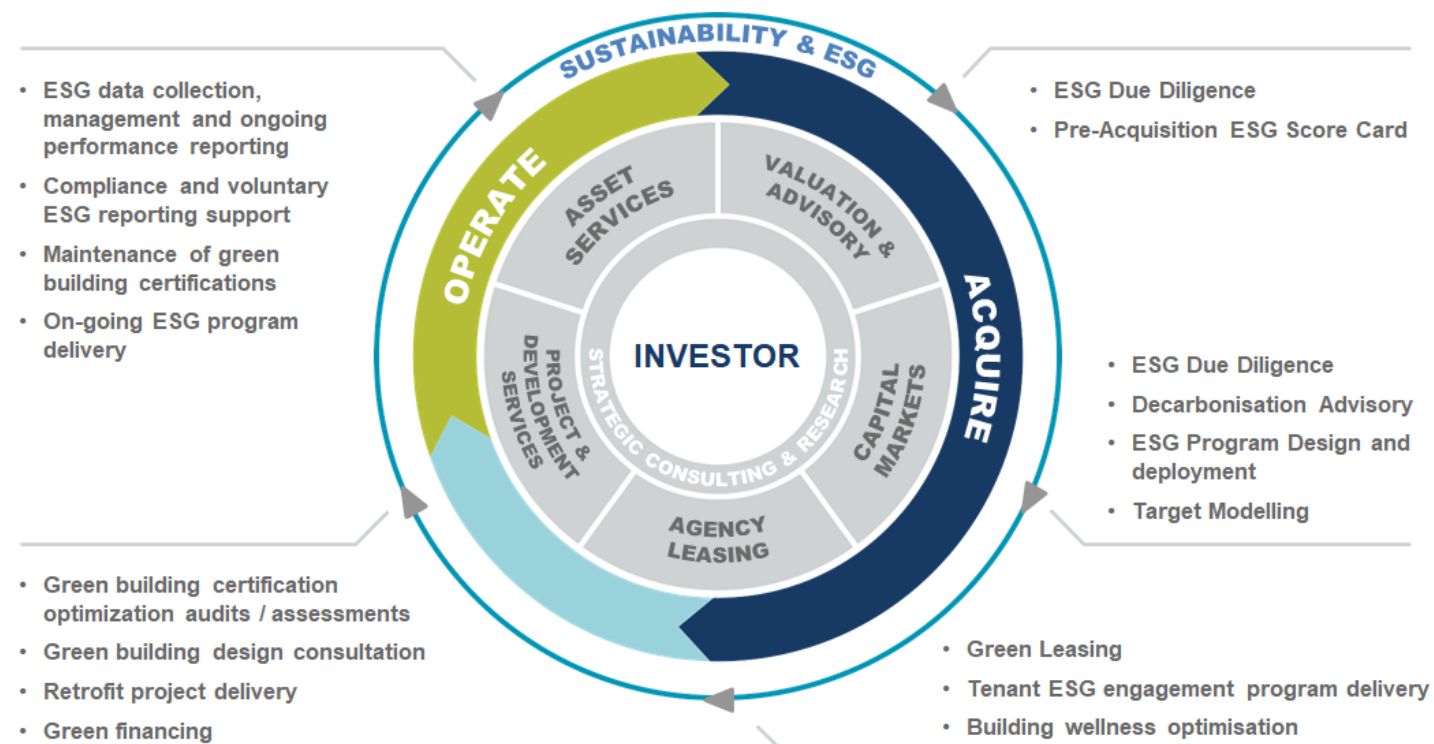 SUSTAINABILITY & ESG
• ESG data collection,
management and ongoing
performance reporting
• Compliance and voluntary
ESG reporting support
• Maintenance of green
building certifications
• On-going ESG program
delivery
• ESG Due Diligence
• Pre-Acquisition ESG Score Card
OPERATE
ACQUIRE
ASSET
SERVICES
VALUATION &
ADVISORY
PROJECT &
DEVELOPMENT
SERVICES
CAPITAL
MARKETS
AGENCY
LEASING
STRATEGIC CONSULTING & RESEARCH
INVESTOR
• ESG Due Diligence
• Decarbonisation Advisory
• ESG Program Design and
deployment
• Target Modelling
• Green building certification
optimization audits / assessments
• Green building design consultation
• Retrofit project delivery
• Green financing
• Green Leasing
• Tenant ESG engagement program delivery
• Building wellness optimisation